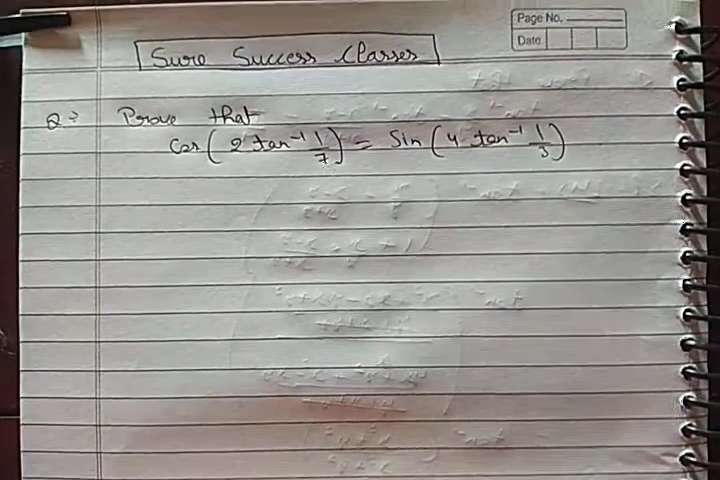 Page No.
Date
Sure Success Classes
Q: Prove that
Cos(2 tan⁻¹ 1/7) = Sin(4 tan⁻¹ 1/3)